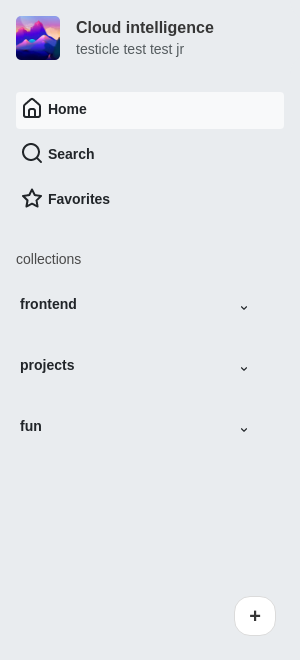 Cloud intelligence
testicle test test jr
Home
Search
Favorites
collections
frontend
projects
fun
+